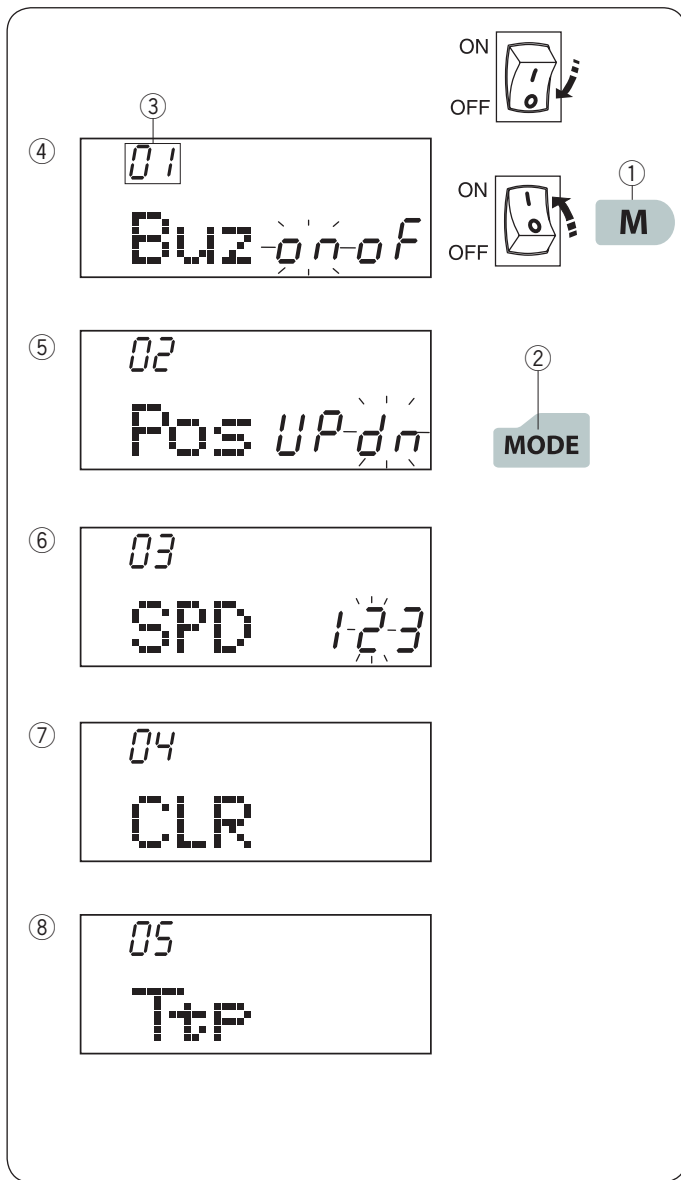 ON
OFF
③
④
01
Buz on oF
ON
OFF
①
M
⑤
02
Pos UP dn
②
MODE
⑥
03
SPD 1 2 3
⑦
04
CLR
⑧
05
Ttp